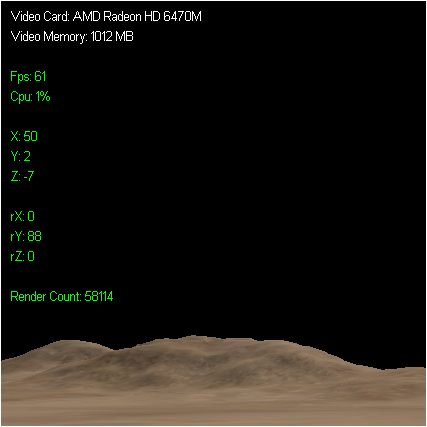 Video Card: AMD Radeon HD 6470M
Video Memory: 1012 MB
Fps: 61
Cpu: 1%
X: 50
Y: 2
Z: -7
rX: 0
rY: 88
rZ: 0
Render Count: 58114